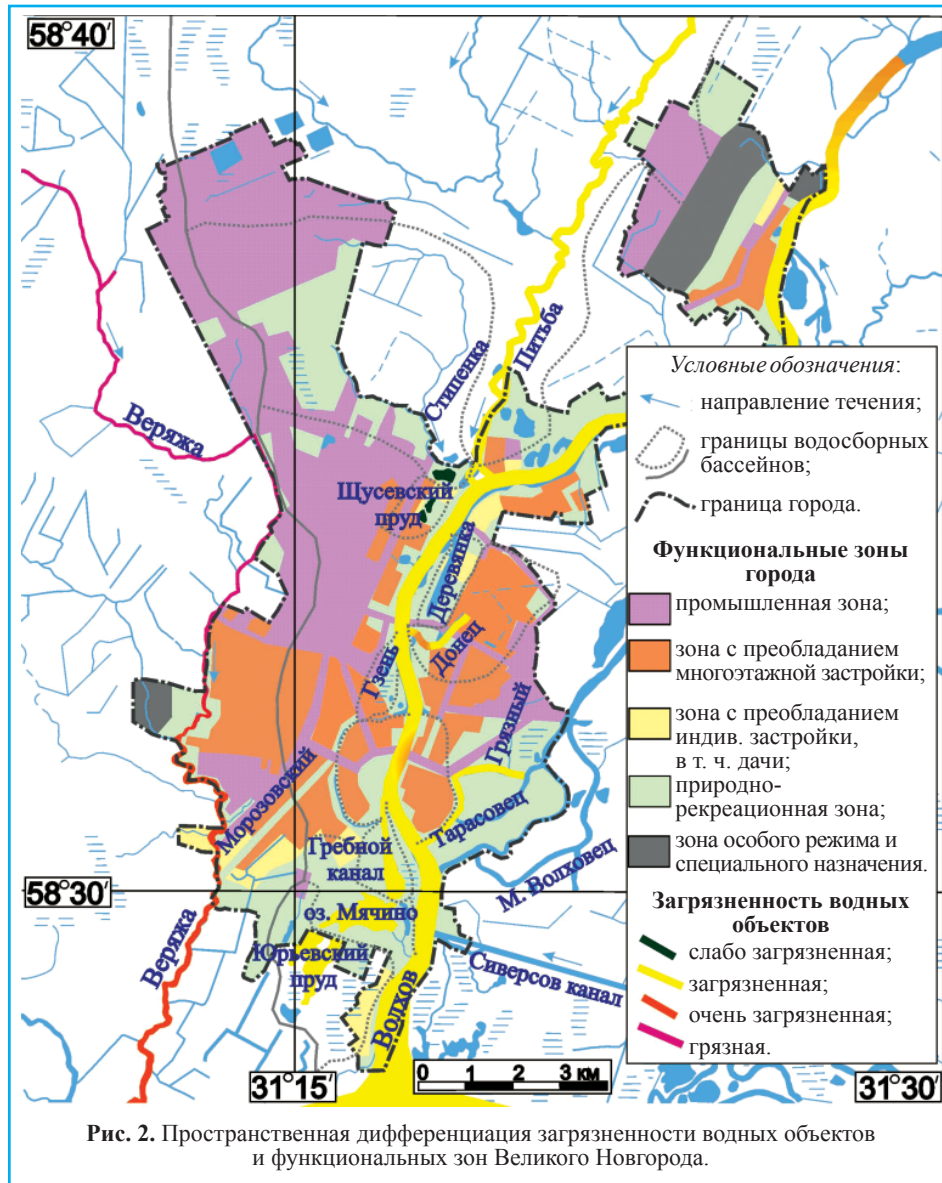 58°40′
Веряжа
Стипенка
Питьба
Щусевский
пруд
Деревянка
Гзень
Донец
Грязный
Морозовский
Гребной
канал
Тарасовец
М. Волховец
58°30′
оз. Мячино
Веряжа
Юрьевский
пруд
Волхов
Сиверсов канал
31°15′
0 1 2 3 км
31°30′
Условные обозначения:
направление течения;
границы водосборных
бассейнов;
граница города.
Функциональные зоны
города
промышленная зона;
зона с преобладанием
многоэтажной застройки;
зона с преобладанием
индив. застройки,
в т. ч. дачи;
природно-
рекреационная зона;
зона особого режима и
специального назначения.
Загрязненность водных
объектов
слабо загрязненная;
загрязненная;
очень загрязненная;
грязная.
Рис. 2. Пространственная дифференциация загрязненности водных объектов
и функциональных зон Великого Новгорода.